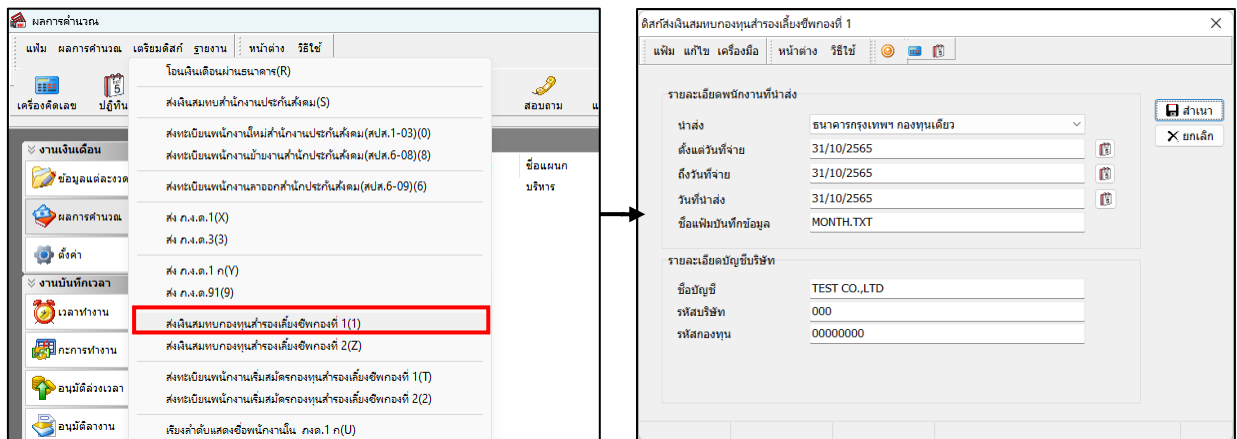 ผลการคำนวณ
แฟ้ม ผลการคำนวณ เตรียมดิสก์ รายงาน หน้าต่าง วิธีใช้
เครื่องคิดเลข ปฏิทิน สอบถาม
งานเงินเดือน
ข้อมูลแต่ละงวด
ผลการคำนวณ
ตั้งค่า
งานบันทึกเวลา
เวลาทำงาน
กะการทำงาน
อนุมัติล่วงเวลา
อนุมัติลางาน
โอนเงินเดือนผ่านธนาคาร(R)
ส่งเงินสมทบสำนักงานประกันสังคม(S)
ส่งทะเบียนพนักงานใหม่สำนักงานประกันสังคม(สปส.1-03)(0)
ส่งทะเบียนพนักงานย้ายงานสำนักประกันสังคม(สปส.6-08)(8)
ส่งทะเบียนพนักงานลาออกสำนักประกันสังคม(สปส.6-09)(6)
ส่ง ภ.ง.ด.1(X)
ส่ง ภ.ง.ด.3(3)
ส่ง ภ.ง.ด.1 ก(Y)
ส่ง ภ.ง.ด.91(9)
ส่งเงินสมทบกองทุนสำรองเลี้ยงชีพกองที่ 1(1)
ส่งเงินสมทบกองทุนสำรองเลี้ยงชีพกองที่ 2(Z)
ส่งทะเบียนพนักงานเริ่มสมัครกองทุนสำรองเลี้ยงชีพกองที่ 1(T)
ส่งทะเบียนพนักงานเริ่มสมัครกองทุนสำรองเลี้ยงชีพกองที่ 2(2)
เรียงลำดับแสดงชื่อพนักงานใน ภงด.1 ก(U)
ชื่อแผนก
บริหาร
ดิสก์ส่งเงินสมทบกองทุนสำรองเลี้ยงชีพกองที่ 1
แฟ้ม แก้ไข เครื่องมือ หน้าต่าง วิธีใช้
รายละเอียดพนักงานที่นำส่ง
นำส่ง ธนาคารกรุงเทพฯ กองทุนเดียว
ตั้งแต่วันที่จ่าย 31/10/2565
ถึงวันที่จ่าย 31/10/2565
วันที่นำส่ง 31/10/2565
ชื่อแฟ้มบันทึกข้อมูล MONTH.TXT
สำเนา
ยกเลิก
รายละเอียดบัญชีบริษัท
ชื่อบัญชี TEST CO.,LTD
รหัสบริษัท 000
รหัสกองทุน 00000000